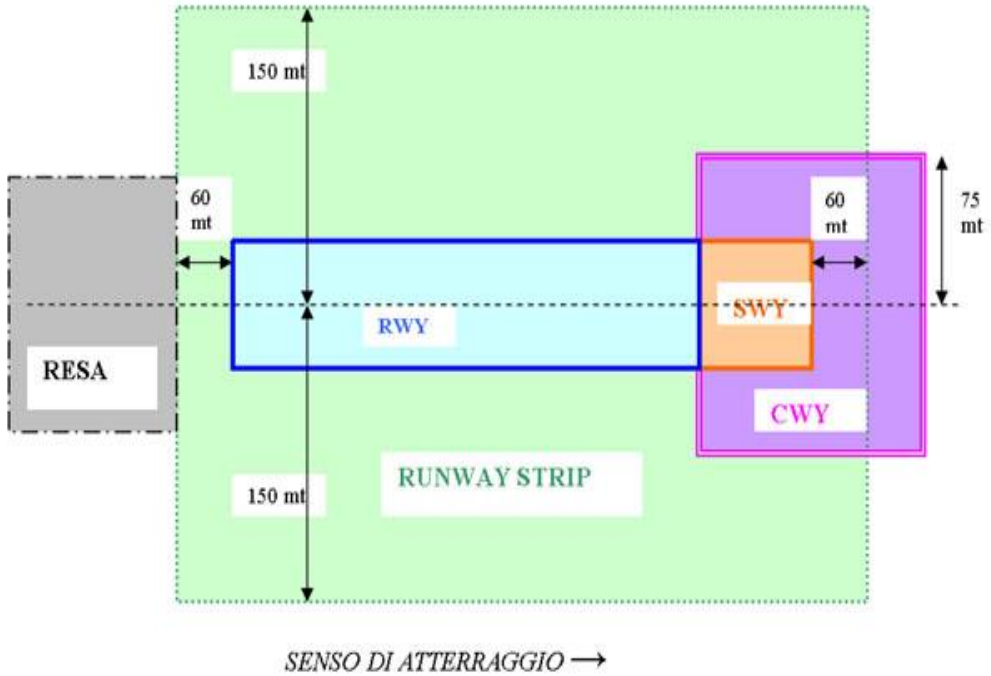 150 mt
60
mt
60
mt
75
mt
SWY
RWY
RESA
CWY
RUNWAY STRIP
150 mt
SENSO DI ATTERRAGGIO →